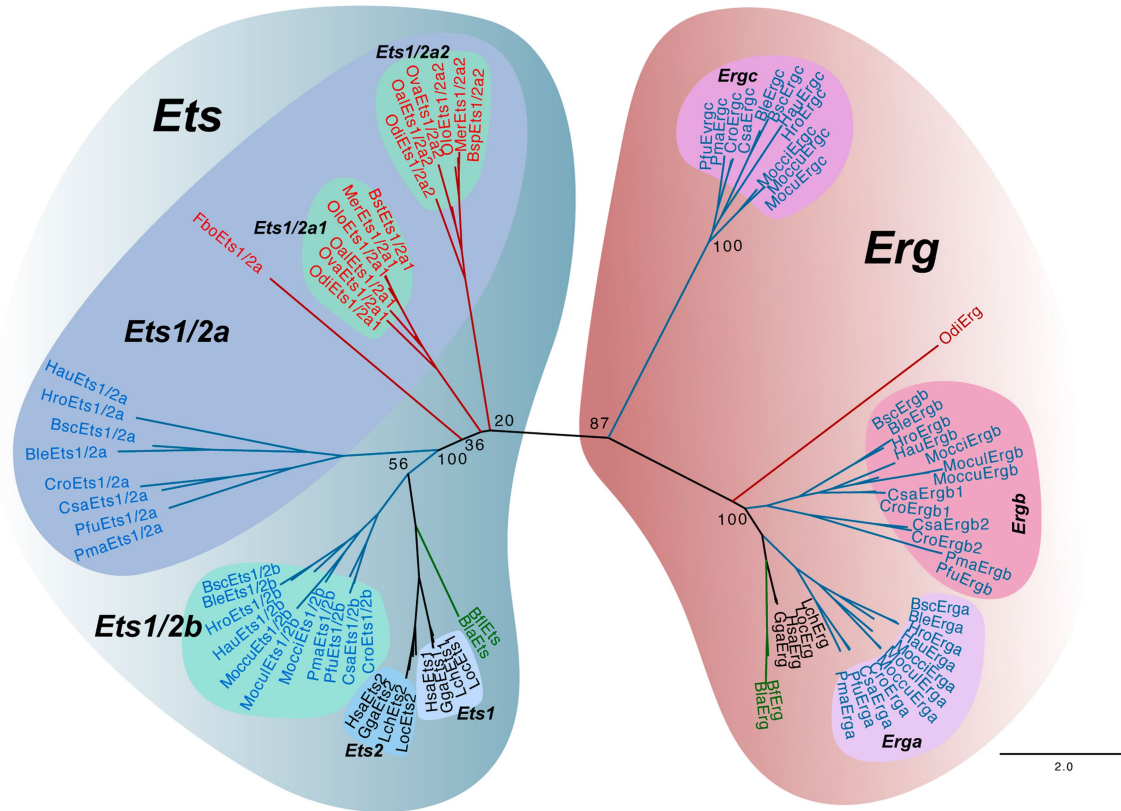 Ets
Ets1/2a2
OdiEts1/2a2
OalEts1/2a2
OvaEts1/2a2
OloEts1/2a2
MerEts1/2a2
BspEts1/2a2
Ets1/2a1
OdiEts1/2a1
OvaEts1/2a1
OalEts1/2a1
OloEts1/2a1
MerEts1/2a1
BstEts1/2a1
FboEts1/2a
Ets1/2a
HauEts1/2a
HroEts1/2a
BscEts1/2a
BleEts1/2a
CroEts1/2a
CsaEts1/2a
PfuEts1/2a
PmaEts1/2a
20
36
100
56
Ets1/2b
BscEts1/2b
BleEts1/2b
HroEts1/2b
HauEts1/2b
MoccuEts1/2b
MoculEts1/2b
MocciEts1/2b
PmaEts1/2b
PfuEts1/2b
CsaEts1/2b
CroEts1/2b
HsaEts2
GgaEts2
LchEts2
LocEts2
Ets2
HsaEts1
GgaEts1
LchEts1
LocEts1
Ets1
BlaEts
BflEts
Erg
Ergc
PfuEvrgc
PmaErgc
CroErgc
CsaErgc
BleErgc
BscErgc
HauErgc
HroErgc
MocciErgc
MoccuErgc
MocuErgc
100
87
OdiErg
100
BscErgb
BleErgb
HroErgb
HauErgb
MocciErgb
MoculErgb
MoccuErgb
CsaErgb1
CroErgb1
CsaErgb2
CroErgb2
PmaErgb
PfuErgb
Ergb
LchErg
LocErg
HsaErg
GgaErg
BfErg
BlaErg
BscErga
BleErga
HroErga
HauErga
MocciErga
MoculErga
MoccuErga
CroErga
CsaErga
PfuErga
PmaErga
Erga
2.0